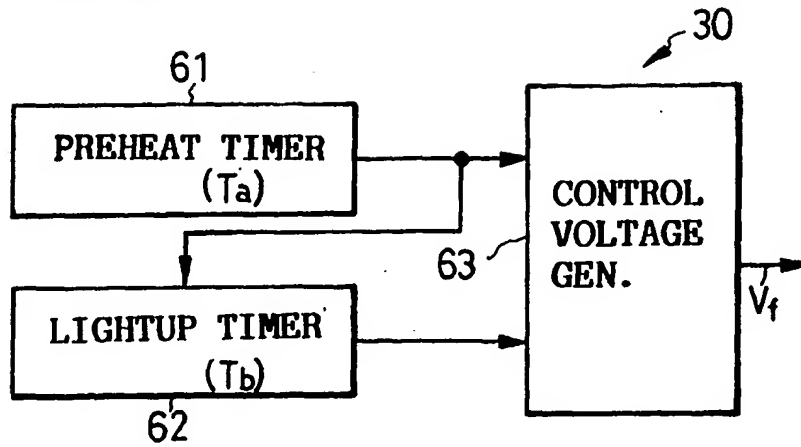 30
61
PREHEAT TIMER
(Ta)
CONTROL
VOLTAGE
GEN.
63
Vf
LIGHTUP TIMER
(Tb)
62